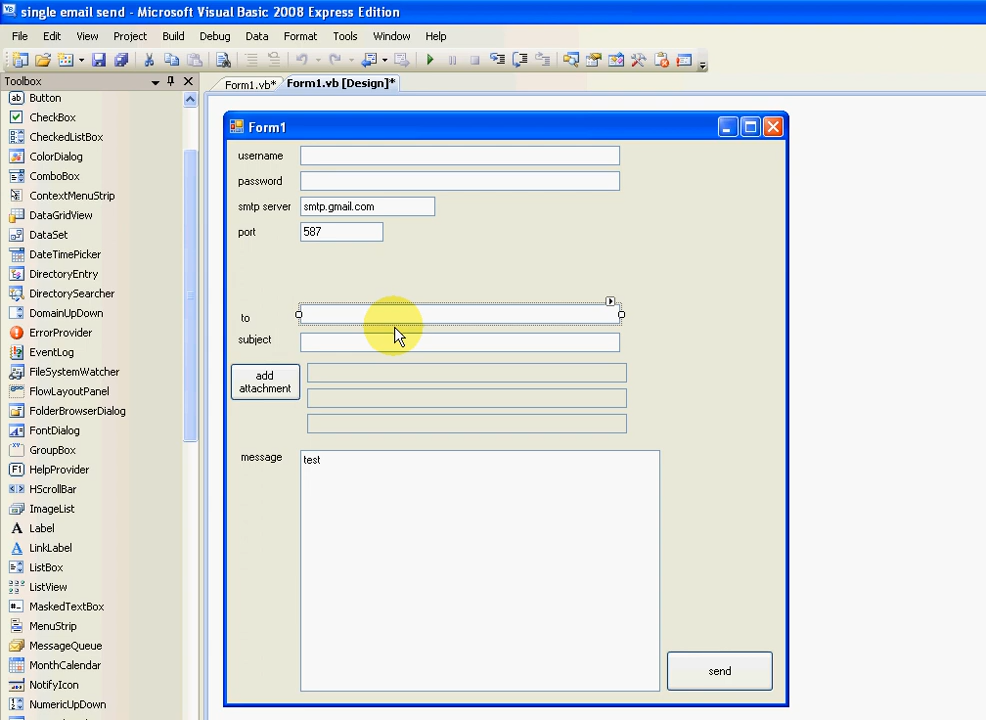 single email send - Microsoft Visual Basic 2008 Express Edition
File Edit View Project Build Debug Data Format Tools Window Help
Toolbox
Form1.vb* Form1.vb [Design]*
Button
CheckBox
CheckedListBox
ColorDialog
ComboBox
ContextMenuStrip
DataGridView
DataSet
DateTimePicker
DirectoryEntry
DirectorySearcher
DomainUpDown
ErrorProvider
EventLog
FileSystemWatcher
FlowLayoutPanel
FolderBrowserDialog
FontDialog
GroupBox
HelpProvider
HScrollBar
ImageList
Label
LinkLabel
ListBox
ListView
MaskedTextBox
MenuStrip
MessageQueue
MonthCalendar
NotifyIcon
NumericUpDown
Form1
username
password
smtp server smtp.gmail.com
port 587
to
subject
add
attachment
message test
send